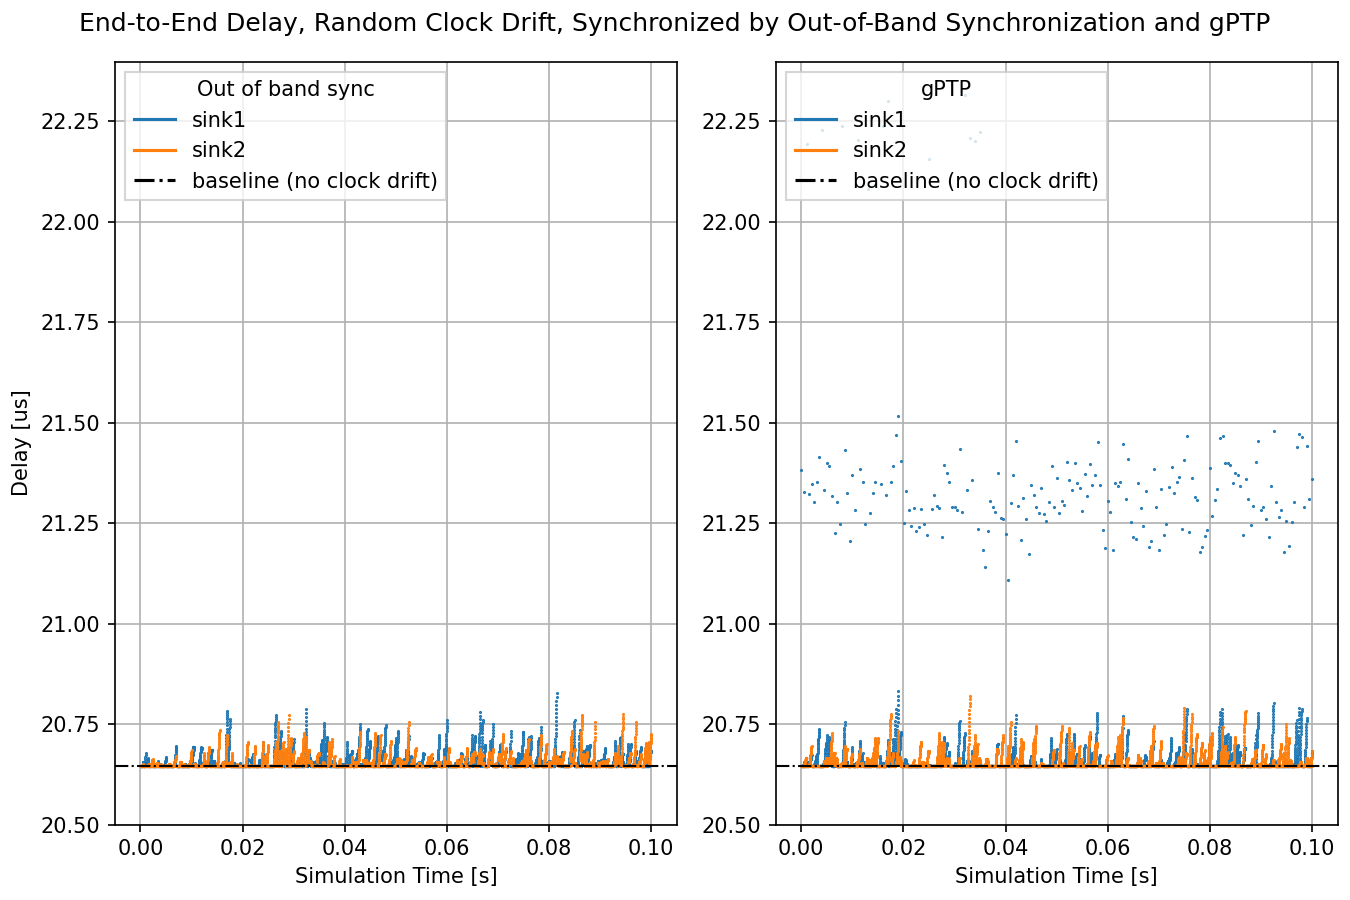 End-to-End Delay, Random Clock Drift, Synchronized by Out-of-Band Synchronization and gPTP
Out of band sync
sink1
sink2
baseline (no clock drift)
22.25
22.00
21.75
21.50
21.25
21.00
20.75
20.50
Delay [us]
0.00 0.02 0.04 0.06 0.08 0.10
Simulation Time [s]
gPTP
sink1
sink2
baseline (no clock drift)
22.25
22.00
21.75
21.50
21.25
21.00
20.75
20.50
0.00 0.02 0.04 0.06 0.08 0.10
Simulation Time [s]